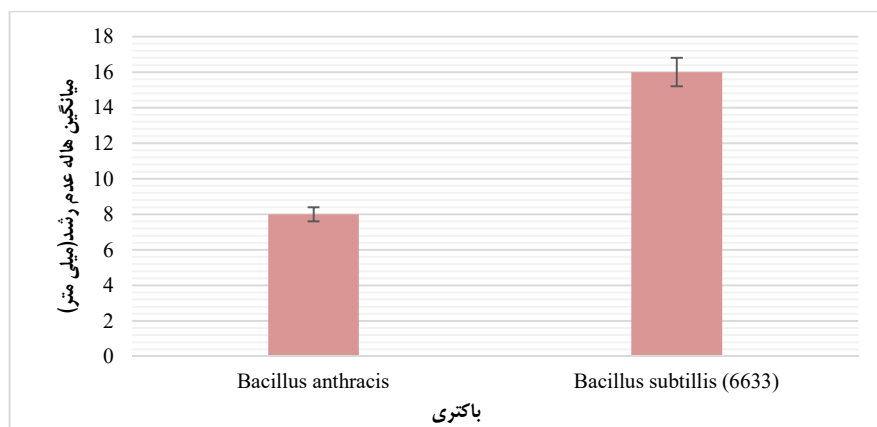 18
16
14
12
10
8
6
4
2
0
میانگین هاله عدم رشد(میلی متر)
Bacillus anthracis
Bacillus subtillis (6633)
باکتری